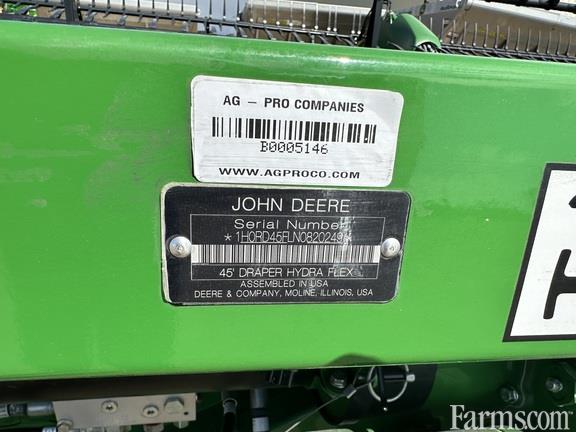 AG - PRO COMPANIES
B0005146
WWW.AGPROCO.COM
JOHN DEERE
Serial Number
*1H0RD45FLN0820249*
45' DRAPER HYDRA FLEX
ASSEMBLED IN USA
DEERE & COMPANY, MOLINE, ILLINOIS, USA
Farms.com